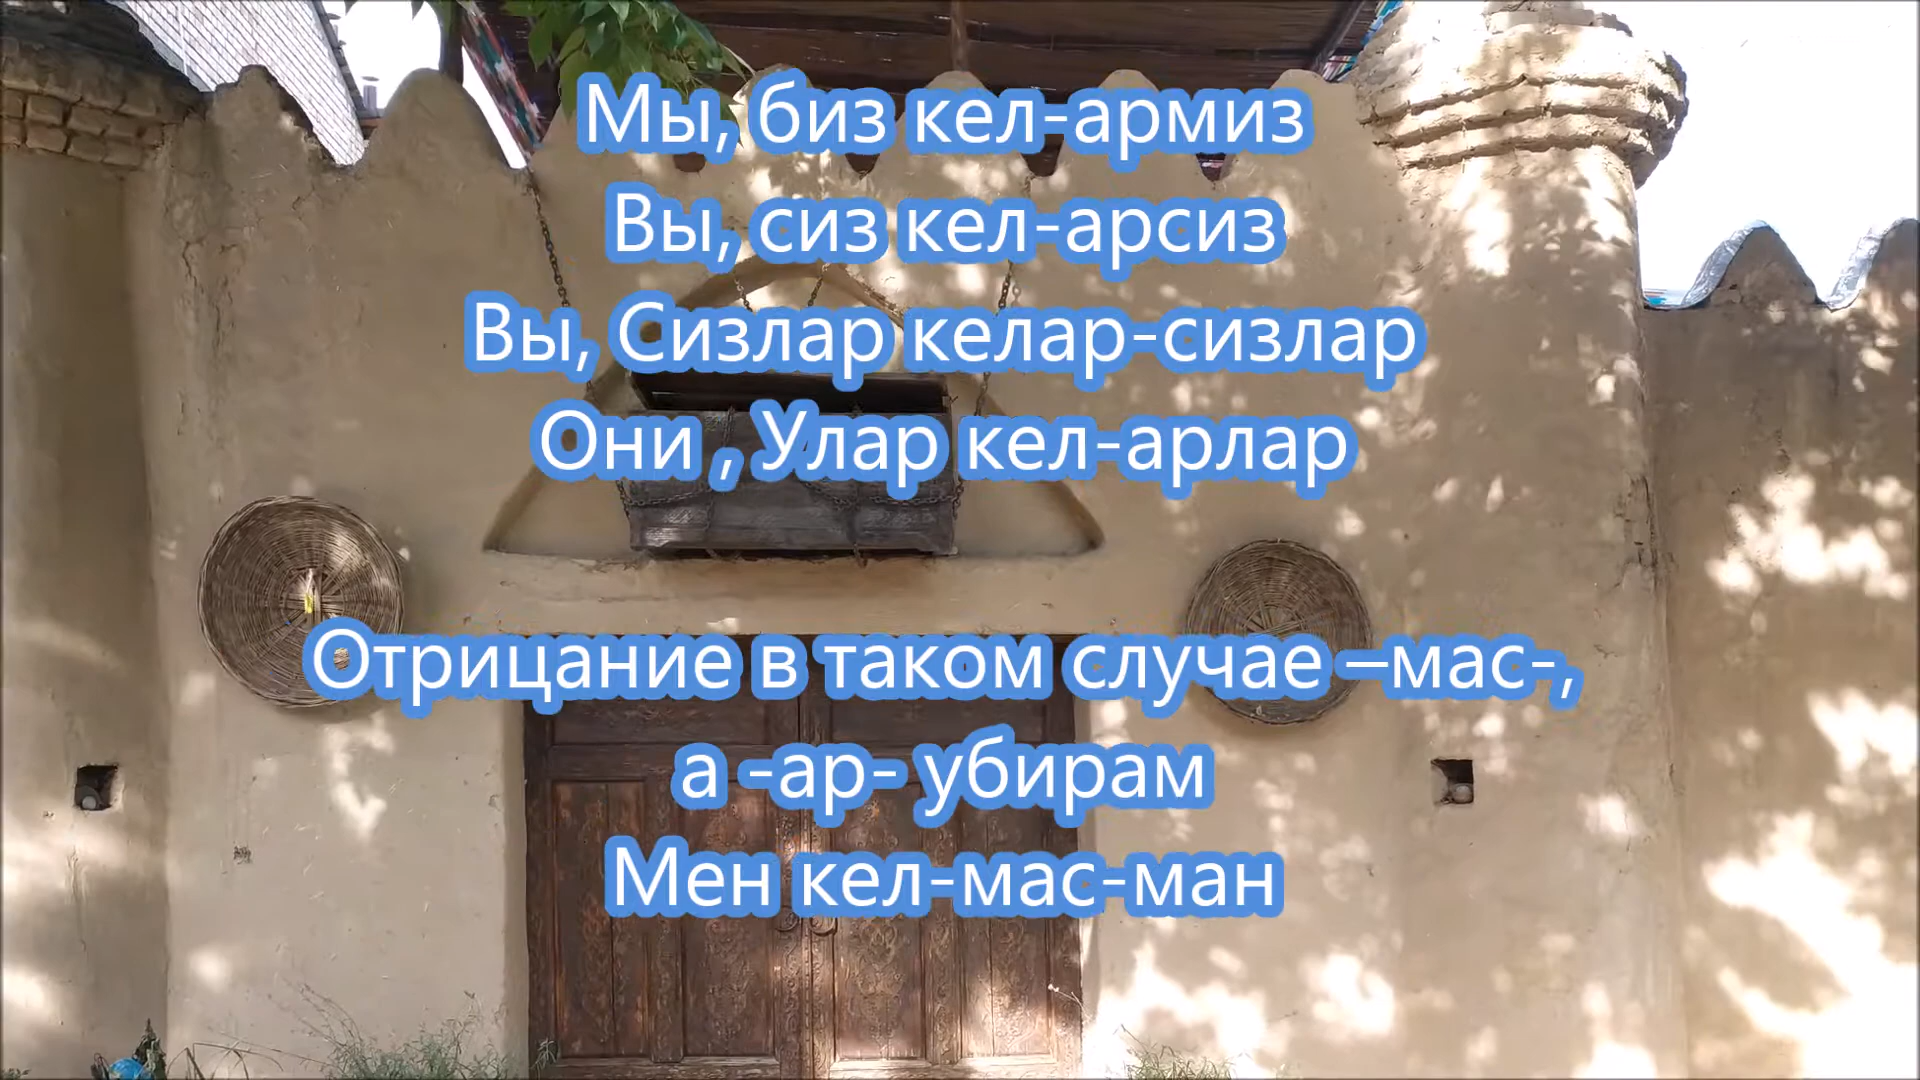 Мы, биз кел-армиз
Вы, сиз кел-арсиз
Вы, Сизлар келар-сизлар
Они , Улар кел-арлар
Отрицание в таком случае –мас-,
а -ар- убирам
Мен кел-мас-ман